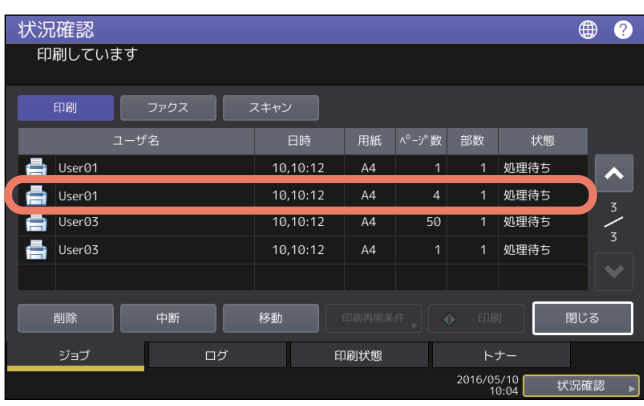 状況確認
?
印刷しています
印刷 ファクス スキャン
ユーザ名 日時 用紙 ﾍﾟｰｼﾞ数 部数 状態
User01 10,10:12 A4 1 1 処理待ち
User01 10,10:12 A4 4 1 処理待ち
User03 10,10:12 A4 50 1 処理待ち
User03 10,10:12 A4 1 1 処理待ち
3
/
3
削除 中断 移動 印刷再開条件 印刷 閉じる
ジョブ ログ 印刷状態 トナー
2016/05/10
10:04
状況確認